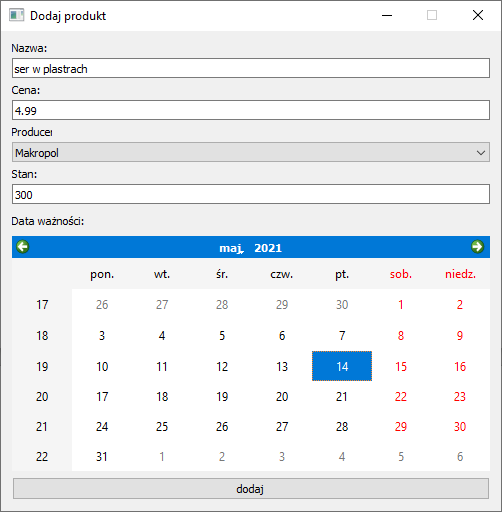 Dodaj produkt
Nazwa:
ser w plastrach
Cena:
4.99
Producer
Makropol
Stan:
300
Data ważności:
maj, 2021
pon. wt. śr. czw. pt. sob. niedz.
17 26 27 28 29 30 1 2
18 3 4 5 6 7 8 9
19 10 11 12 13 14 15 16
20 17 18 19 20 21 22 23
21 24 25 26 27 28 29 30
22 31 1 2 3 4 5 6
dodaj